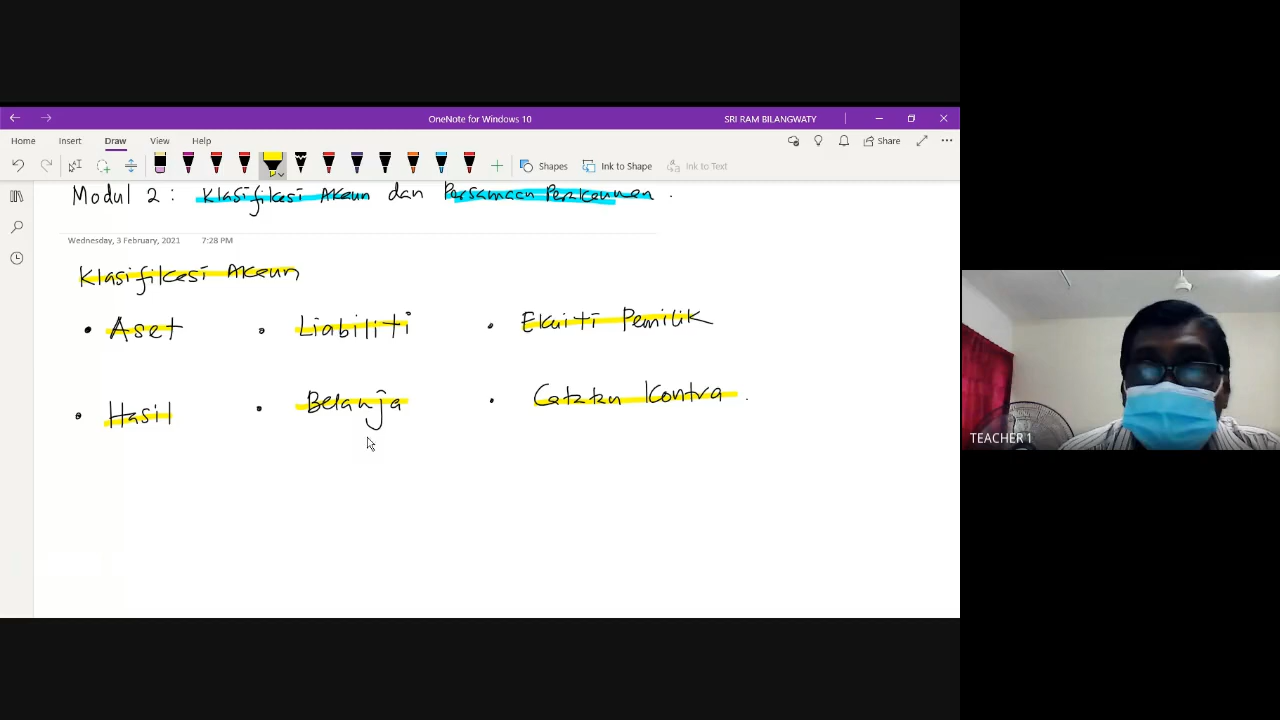 OneNote for Windows 10
SRI RAM BILANGWATY
Home Insert Draw View Help
Share
Shapes Ink to Shape Ink to Text
Modul 2 : Klasifikasi Akaun dan Persamaan Perakaunan .
Wednesday, 3 February, 2021 7:28 PM
Klasifikasi Akaun
• Aset • Liabiliti • Ekuiti Pemilik
• Hasil • Belanja • Catatan Kontra .
TEACHER 1